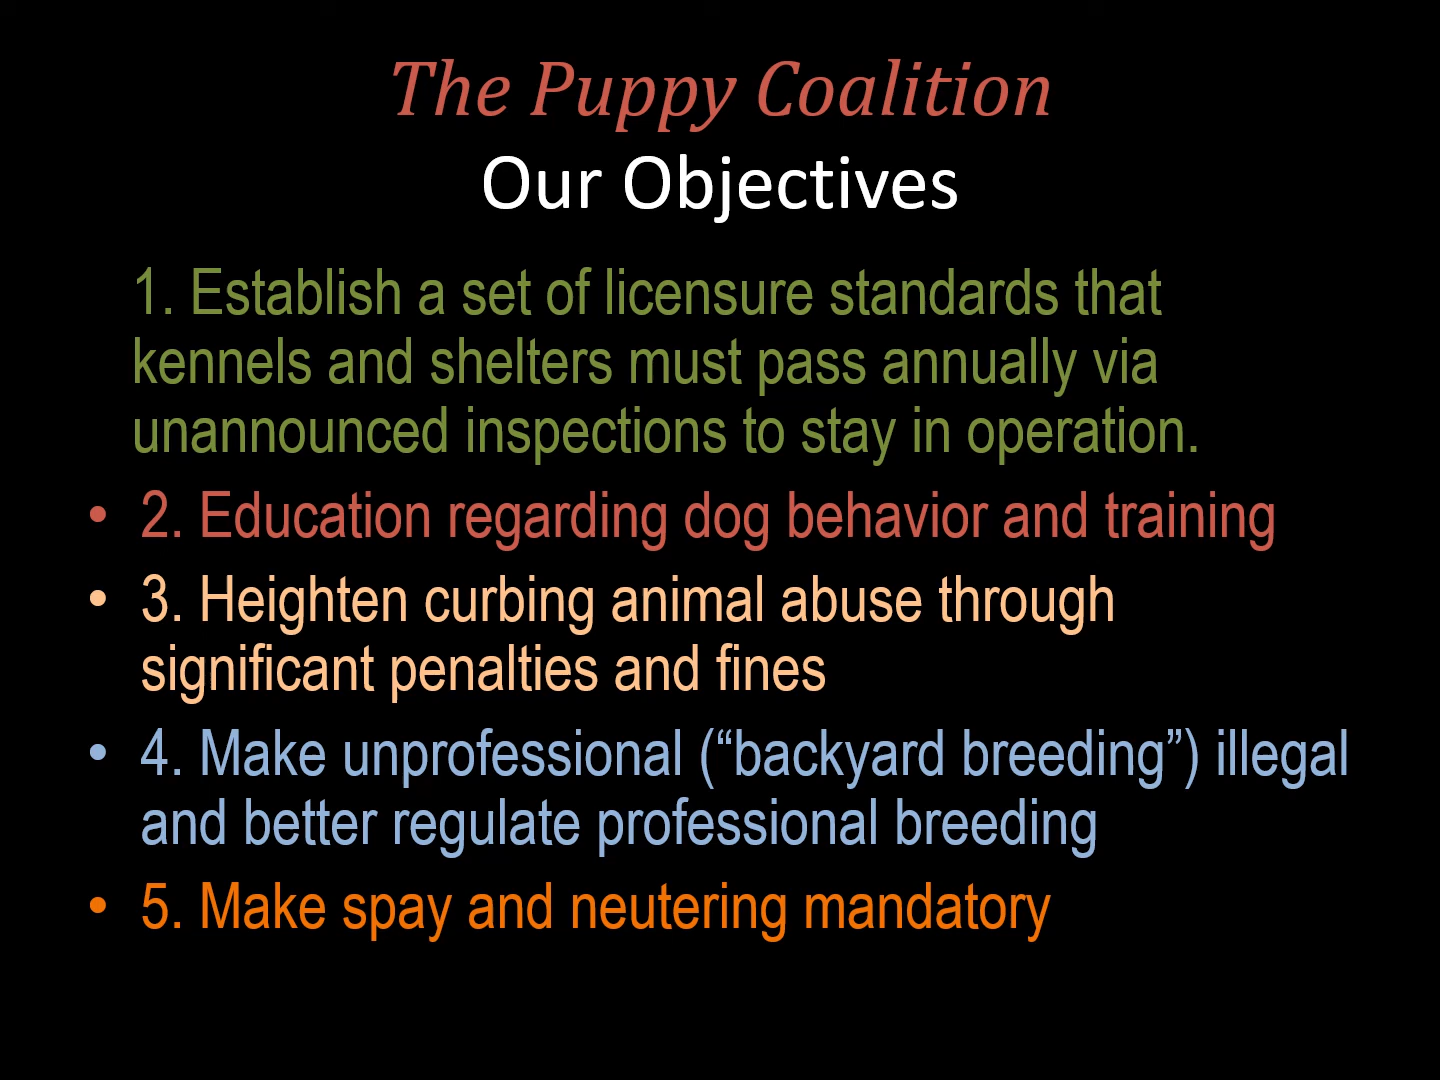 The Puppy Coalition
Our Objectives
1. Establish a set of licensure standards that
kennels and shelters must pass annually via
unannounced inspections to stay in operation.
• 2. Education regarding dog behavior and training
• 3. Heighten curbing animal abuse through
significant penalties and fines
• 4. Make unprofessional (“backyard breeding”) illegal
and better regulate professional breeding
• 5. Make spay and neutering mandatory